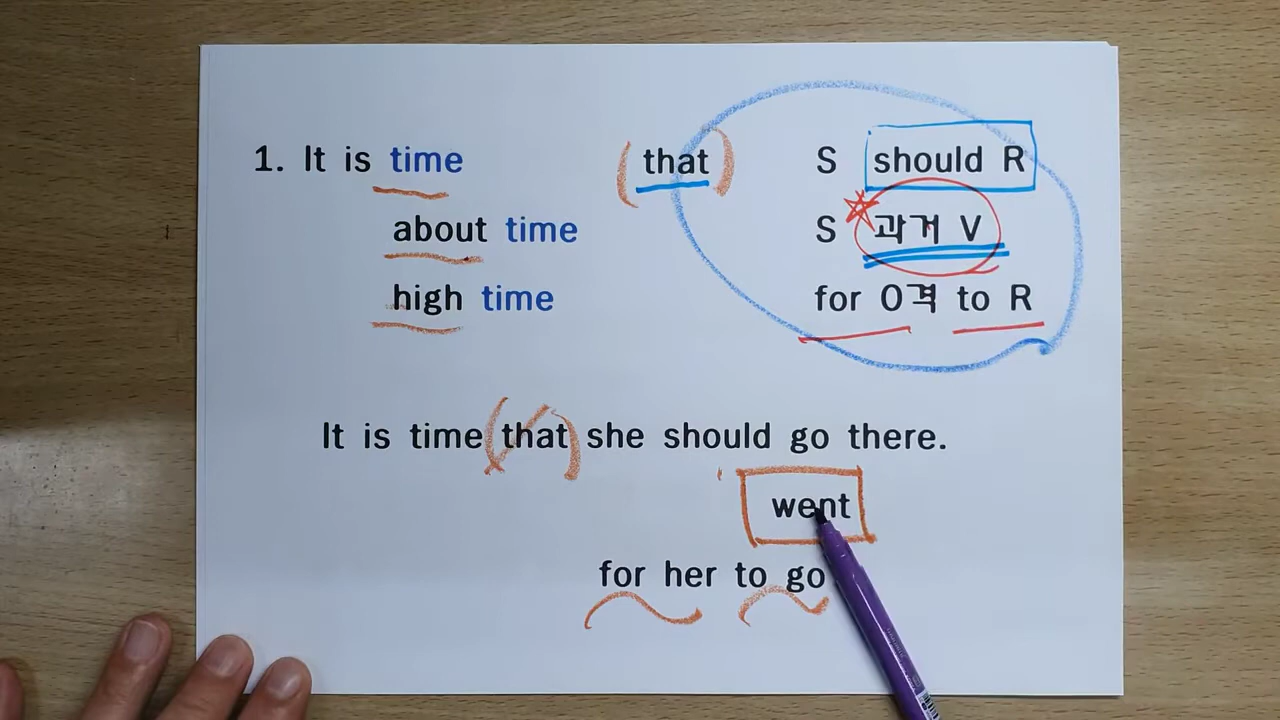 1. It is time (that) S should R
about time S 과거 V
high time for O격 to R
It is time (that) she should go there.
went
for her to go